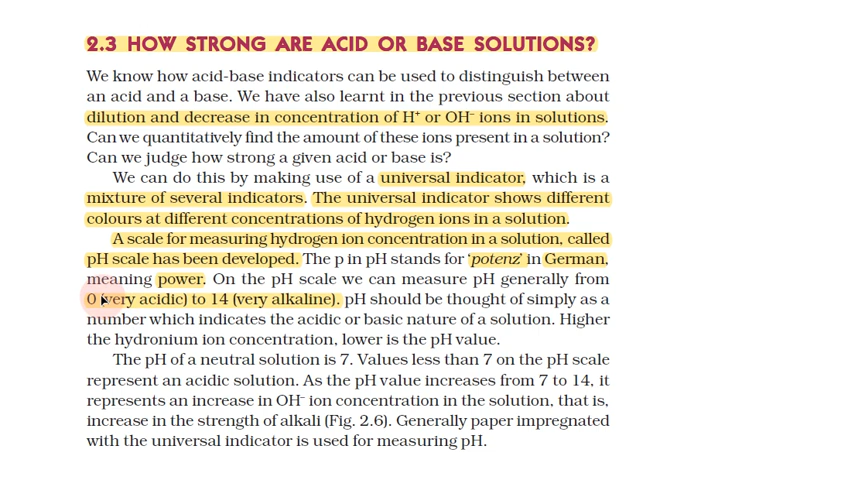 2.3 HOW STRONG ARE ACID OR BASE SOLUTIONS?
We know how acid-base indicators can be used to distinguish between
an acid and a base. We have also learnt in the previous section about
dilution and decrease in concentration of H⁺ or OH⁻ ions in solutions.
Can we quantitatively find the amount of these ions present in a solution?
Can we judge how strong a given acid or base is?
We can do this by making use of a universal indicator, which is a
mixture of several indicators. The universal indicator shows different
colours at different concentrations of hydrogen ions in a solution.
A scale for measuring hydrogen ion concentration in a solution, called
pH scale has been developed. The p in pH stands for ‘potenz’ in German,
meaning power. On the pH scale we can measure pH generally from
0 (very acidic) to 14 (very alkaline). pH should be thought of simply as a
number which indicates the acidic or basic nature of a solution. Higher
the hydronium ion concentration, lower is the pH value.
The pH of a neutral solution is 7. Values less than 7 on the pH scale
represent an acidic solution. As the pH value increases from 7 to 14, it
represents an increase in OH⁻ ion concentration in the solution, that is,
increase in the strength of alkali (Fig. 2.6). Generally paper impregnated
with the universal indicator is used for measuring pH.